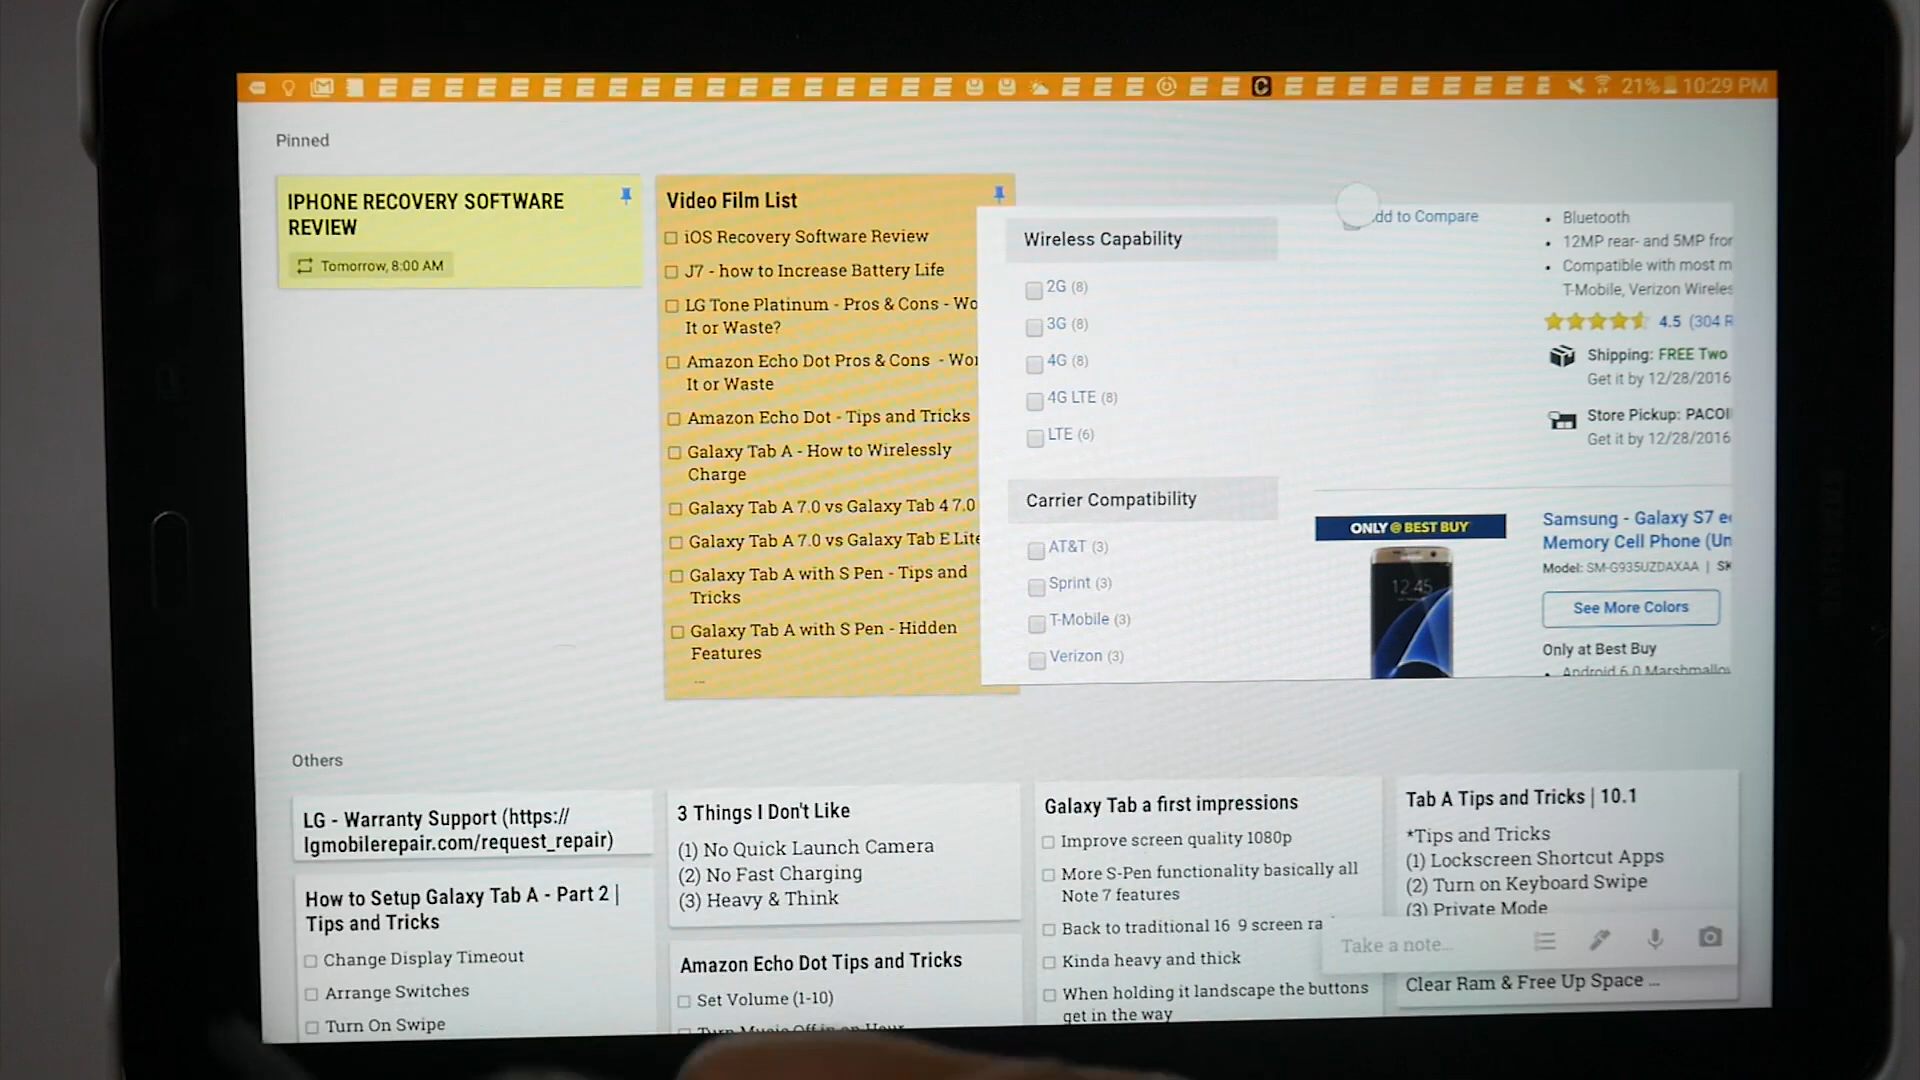 21% 10:29 PM
Pinned
IPHONE RECOVERY SOFTWARE
REVIEW
Tomorrow, 8:00 AM
Video Film List
iOS Recovery Software Review
J7 - how to Increase Battery Life
LG Tone Platinum - Pros & Cons - Wo
It or Waste?
Amazon Echo Dot Pros & Cons - Wor
It or Waste
Amazon Echo Dot - Tips and Tricks
Galaxy Tab A - How to Wirelessly
Charge
Galaxy Tab A 7.0 vs Galaxy Tab 4 7.0
Galaxy Tab A 7.0 vs Galaxy Tab E Lite
Galaxy Tab A with S Pen - Tips and
Tricks
Galaxy Tab A with S Pen - Hidden
Features
...
Wireless Capability
2G (8)
3G (8)
4G (8)
4G LTE (8)
LTE (6)
Carrier Compatibility
AT&T (3)
Sprint (3)
T-Mobile (3)
Verizon (3)
dd to Compare
ONLY @ BEST BUY
12 45
Bluetooth
12MP rear- and 5MP fror
Compatible with most m
T-Mobile, Verizon Wireles
4.5 (304 R
Shipping: FREE Two
Get it by 12/28/2016
Store Pickup: PACOI
Get it by 12/28/2016
Samsung - Galaxy S7 e
Memory Cell Phone (Un
Model: SM-G935UZDAXAA | SK
See More Colors
Only at Best Buy
Android 6.0 Marshmallow
Others
LG - Warranty Support (https://
lgmobilerepair.com/request_repair)
How to Setup Galaxy Tab A - Part 2 |
Tips and Tricks
Change Display Timeout
Arrange Switches
Turn On Swipe
3 Things I Don't Like
(1) No Quick Launch Camera
(2) No Fast Charging
(3) Heavy & Think
Amazon Echo Dot Tips and Tricks
Set Volume (1-10)
Turn Music Off in an Hour
Galaxy Tab a first impressions
Improve screen quality 1080p
More S-Pen functionality basically all
Note 7 features
Back to traditional 16 9 screen ra
Kinda heavy and thick
When holding it landscape the buttons
get in the way
Tab A Tips and Tricks | 10.1
*Tips and Tricks
(1) Lockscreen Shortcut Apps
(2) Turn on Keyboard Swipe
(3) Private Mode
Take a note...
Clear Ram & Free Up Space ...